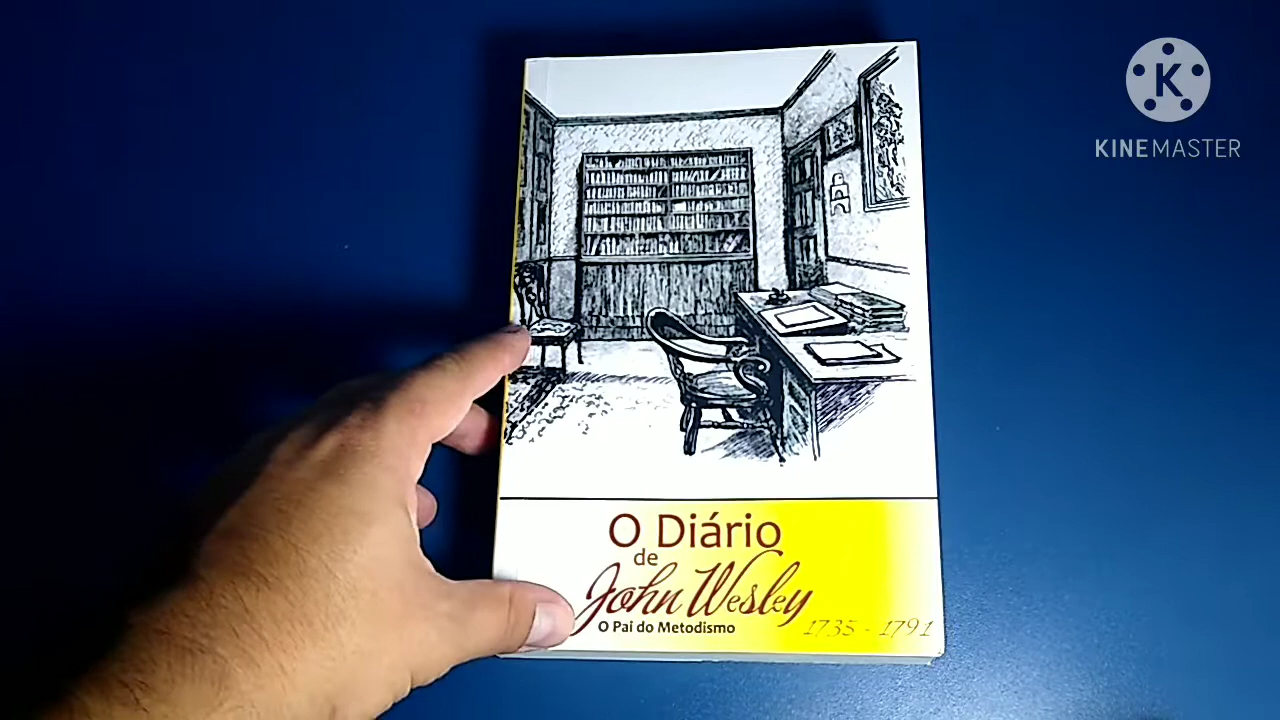 K
KINEMASTER
O Diário
de
John Wesley
O Pai do Metodismo
1735 - 1791